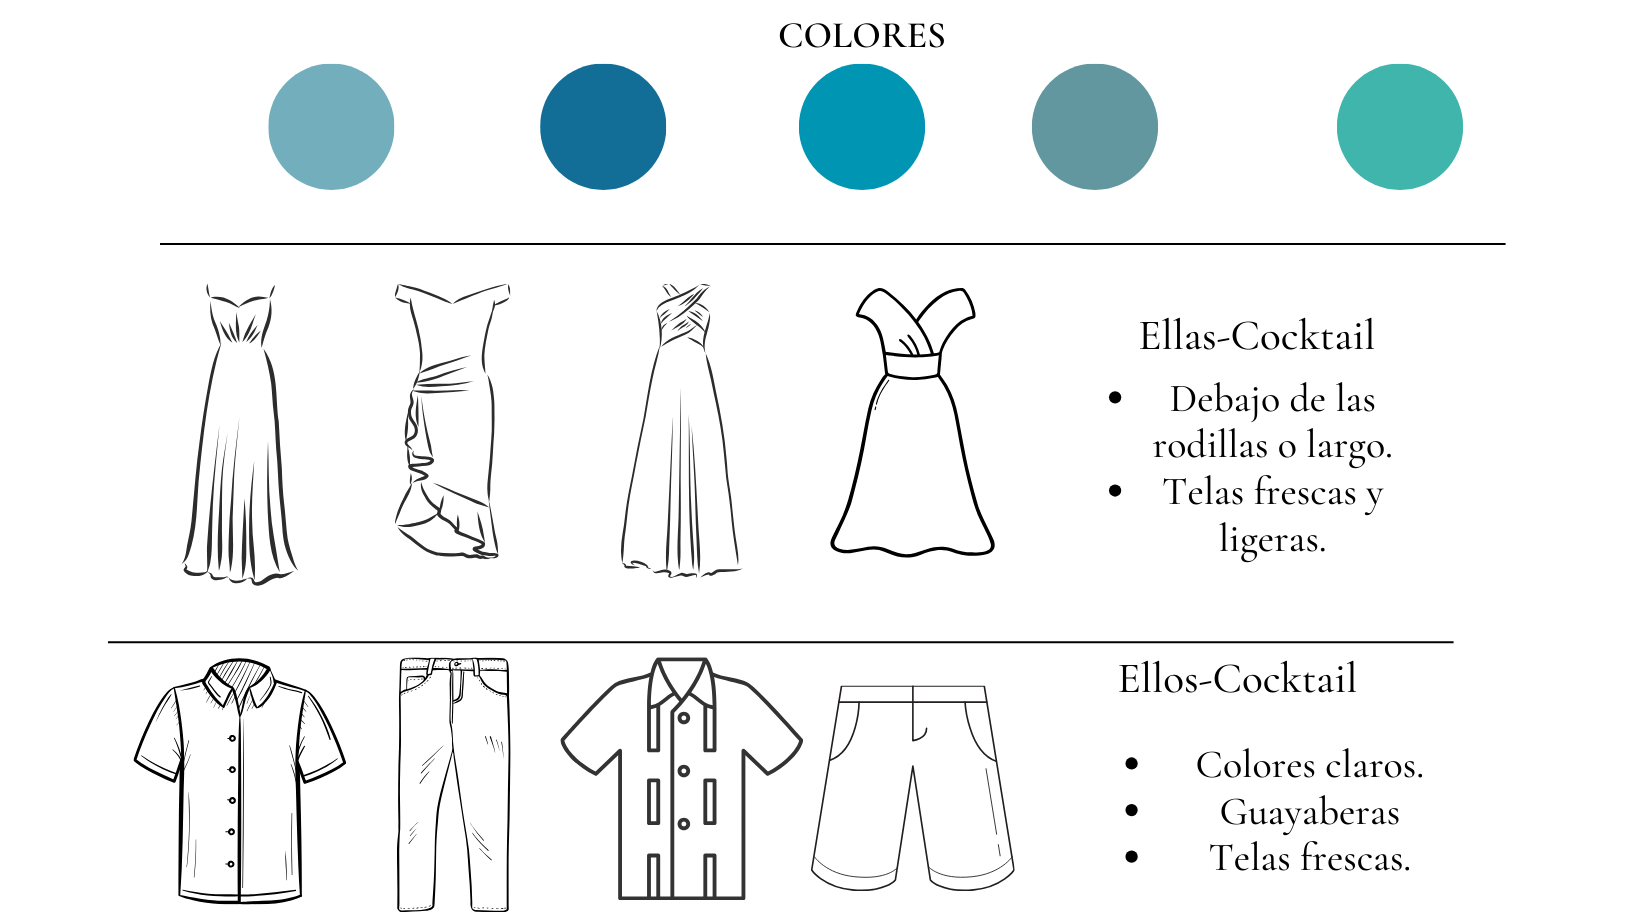 COLORES
Ellas-Cocktail
• Debajo de las
rodillas o largo.
• Telas frescas y
ligeras.
Ellos-Cocktail
• Colores claros.
• Guayaberas
• Telas frescas.